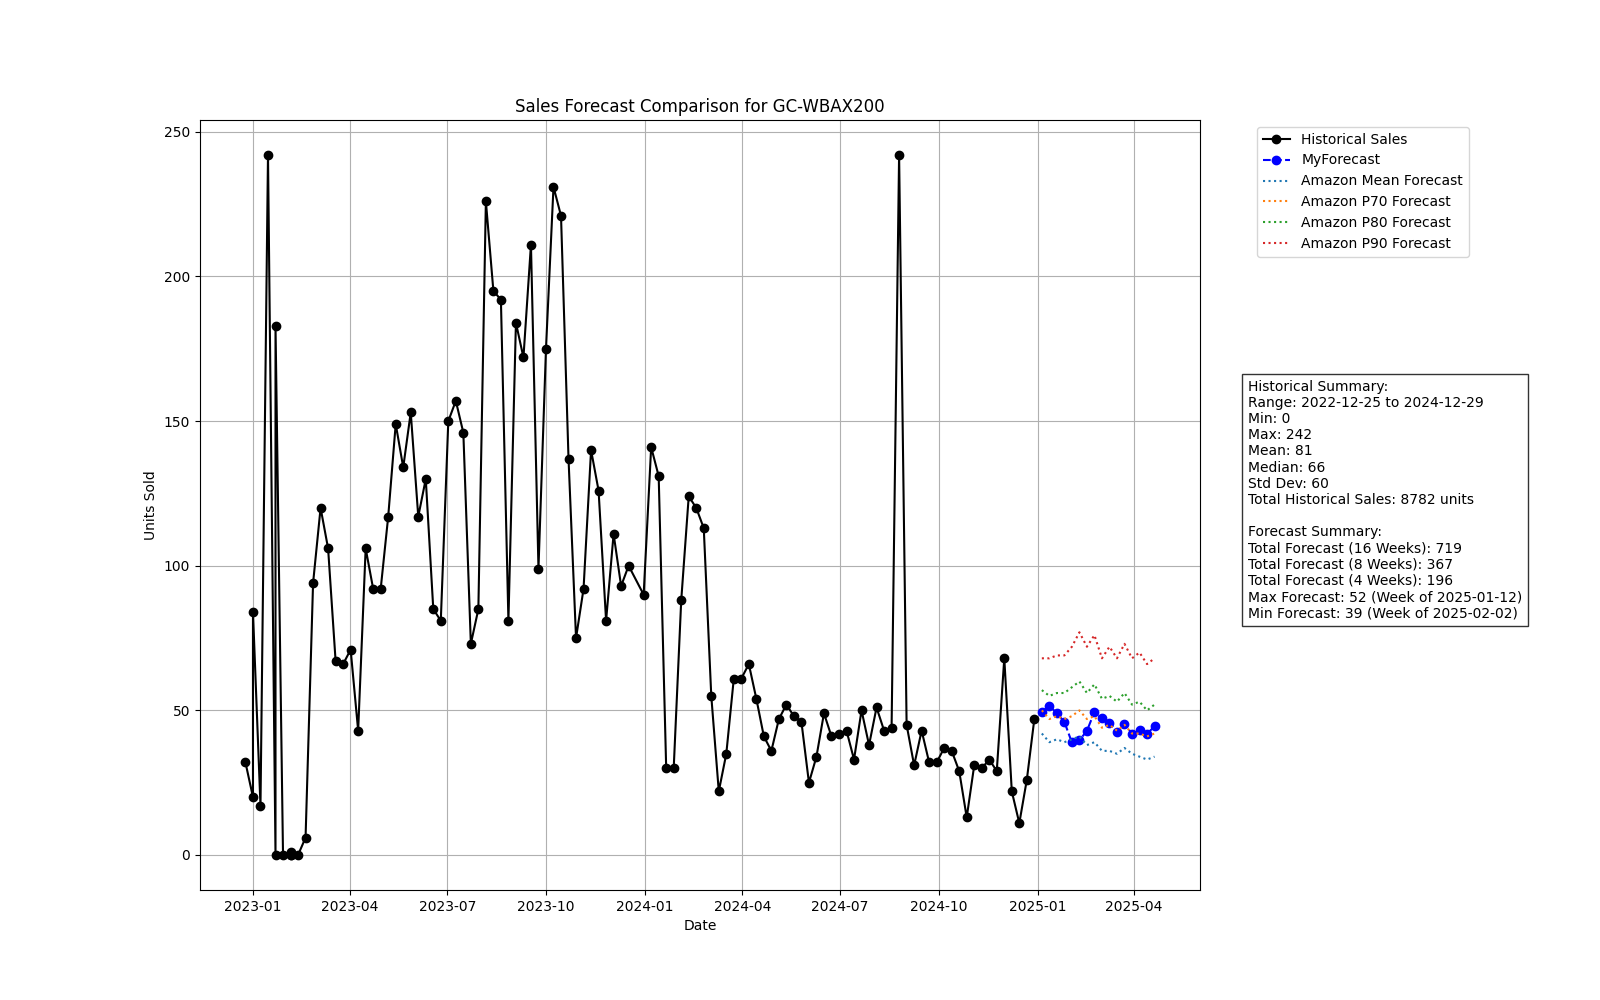 Sales Forecast Comparison for GC-WBAX200
250
200
150
100
50
0
Units Sold
2023-01
2023-04
2023-07
2023-10
2024-01
2024-04
2024-07
2024-10
2025-01
2025-04
Date
Historical Sales
MyForecast
Amazon Mean Forecast
Amazon P70 Forecast
Amazon P80 Forecast
Amazon P90 Forecast
Historical Summary:
Range: 2022-12-25 to 2024-12-29
Min: 0
Max: 242
Mean: 81
Median: 66
Std Dev: 60
Total Historical Sales: 8782 units
Forecast Summary:
Total Forecast (16 Weeks): 719
Total Forecast (8 Weeks): 367
Total Forecast (4 Weeks): 196
Max Forecast: 52 (Week of 2025-01-12)
Min Forecast: 39 (Week of 2025-02-02)